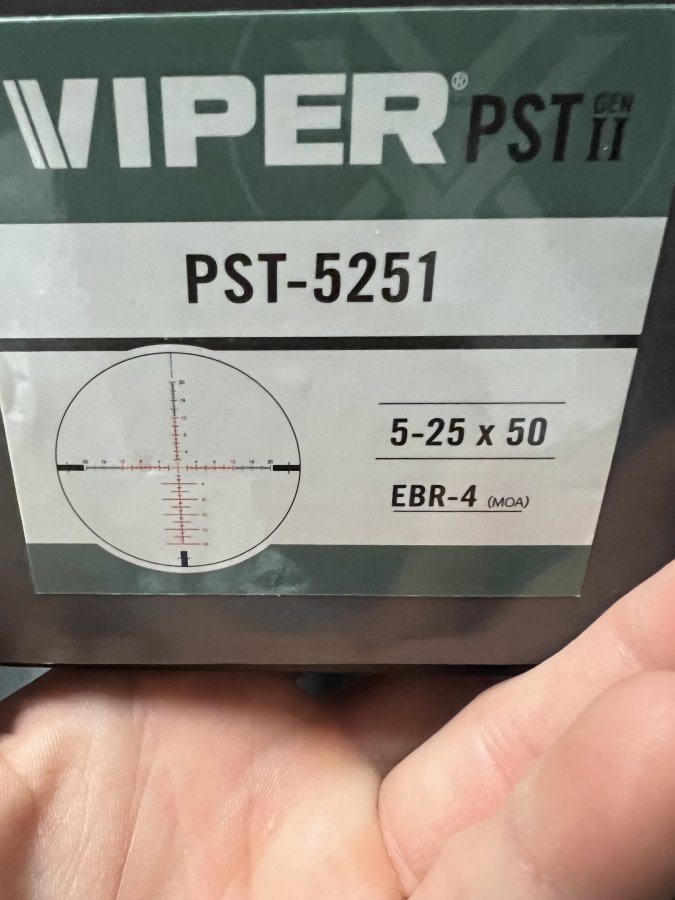 VIPER® PST GEN II
PST-5251
5-25 x 50
EBR-4 (MOA)